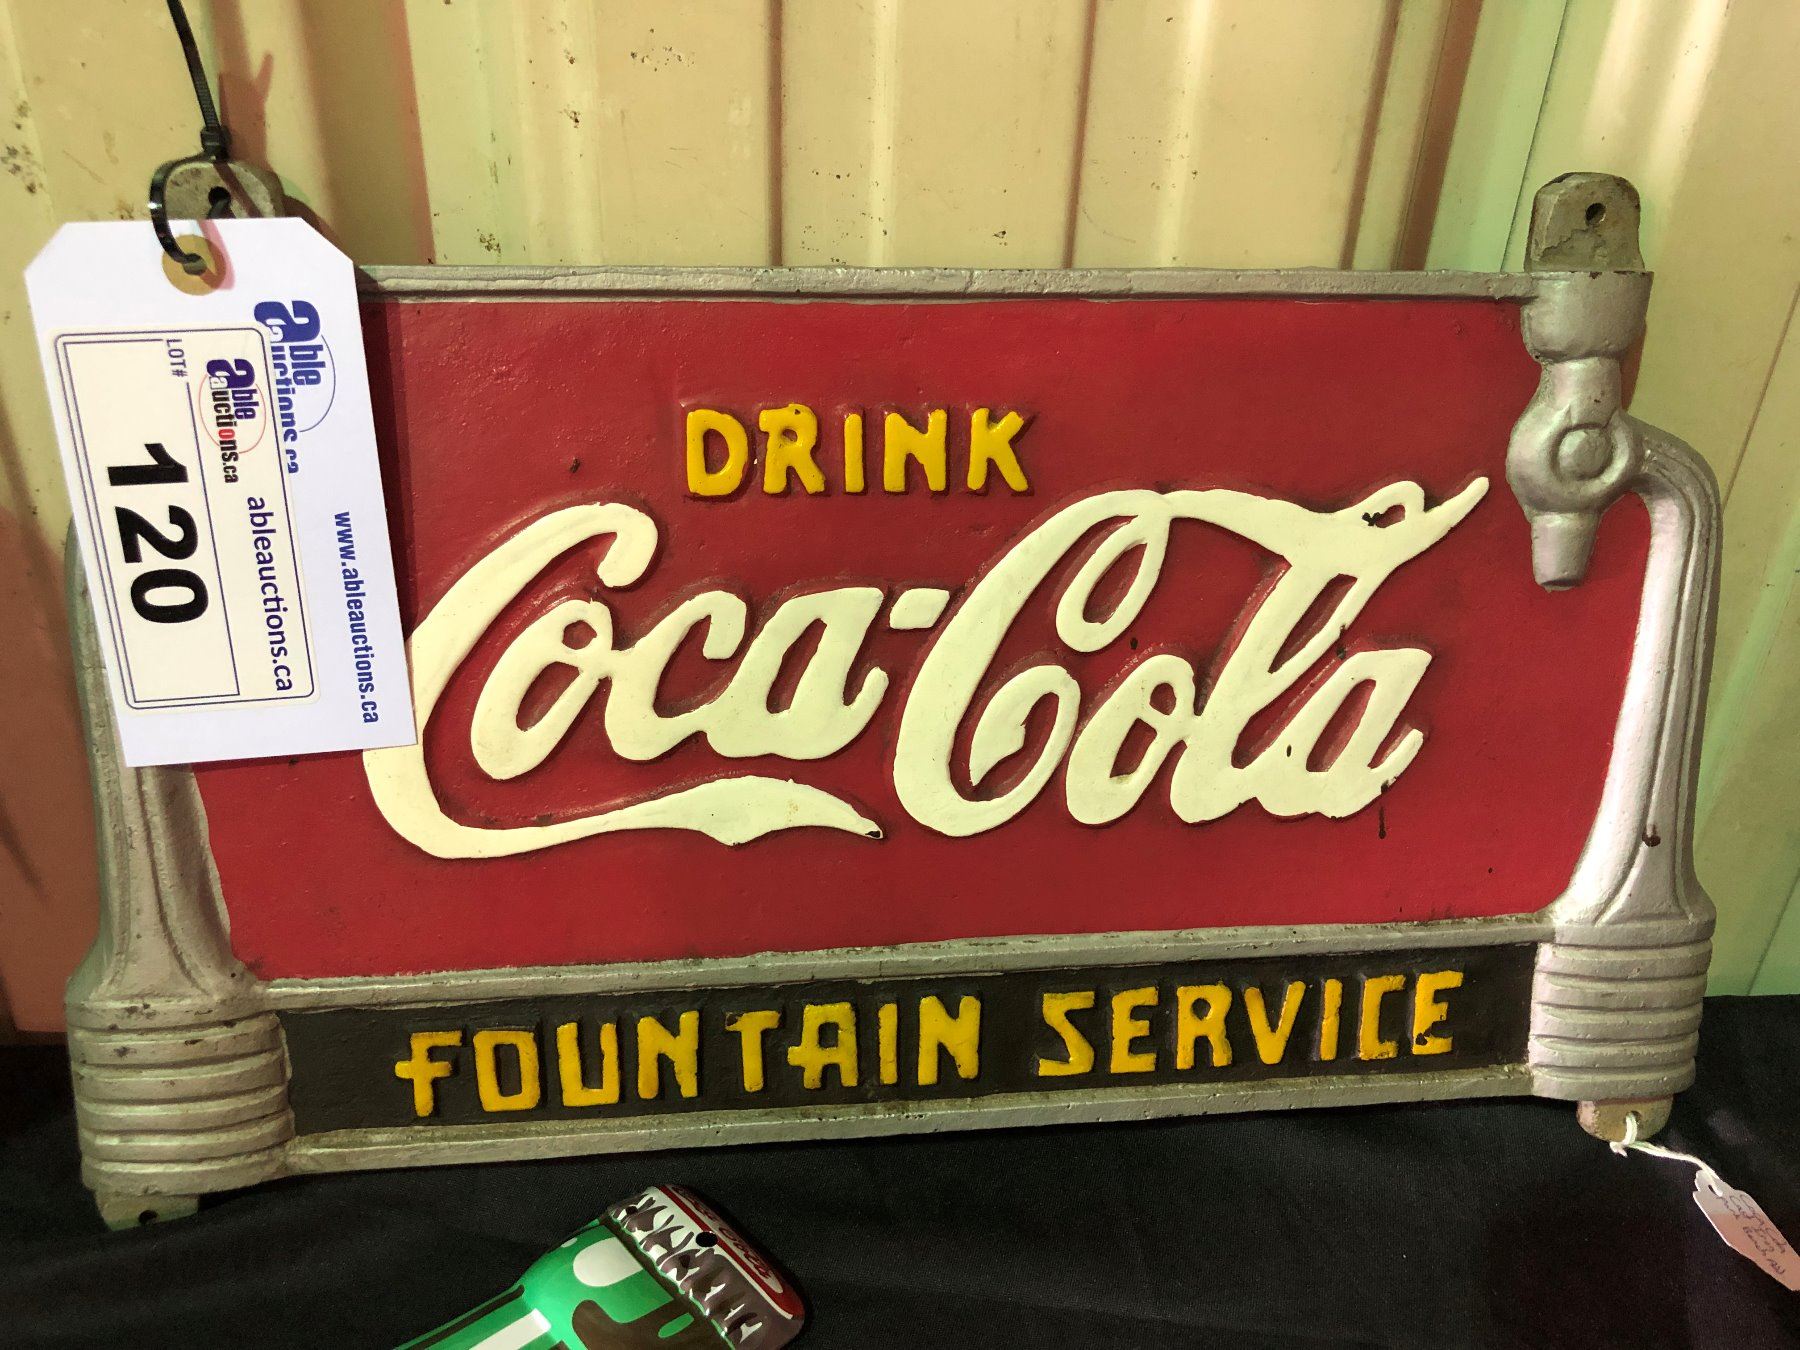 DRINK
Coca-Cola
FOUNTAIN SERVICE
able
auctions.ca
www.ableauctions.ca
LOT#
able
auctions.ca
ableauctions.ca
120